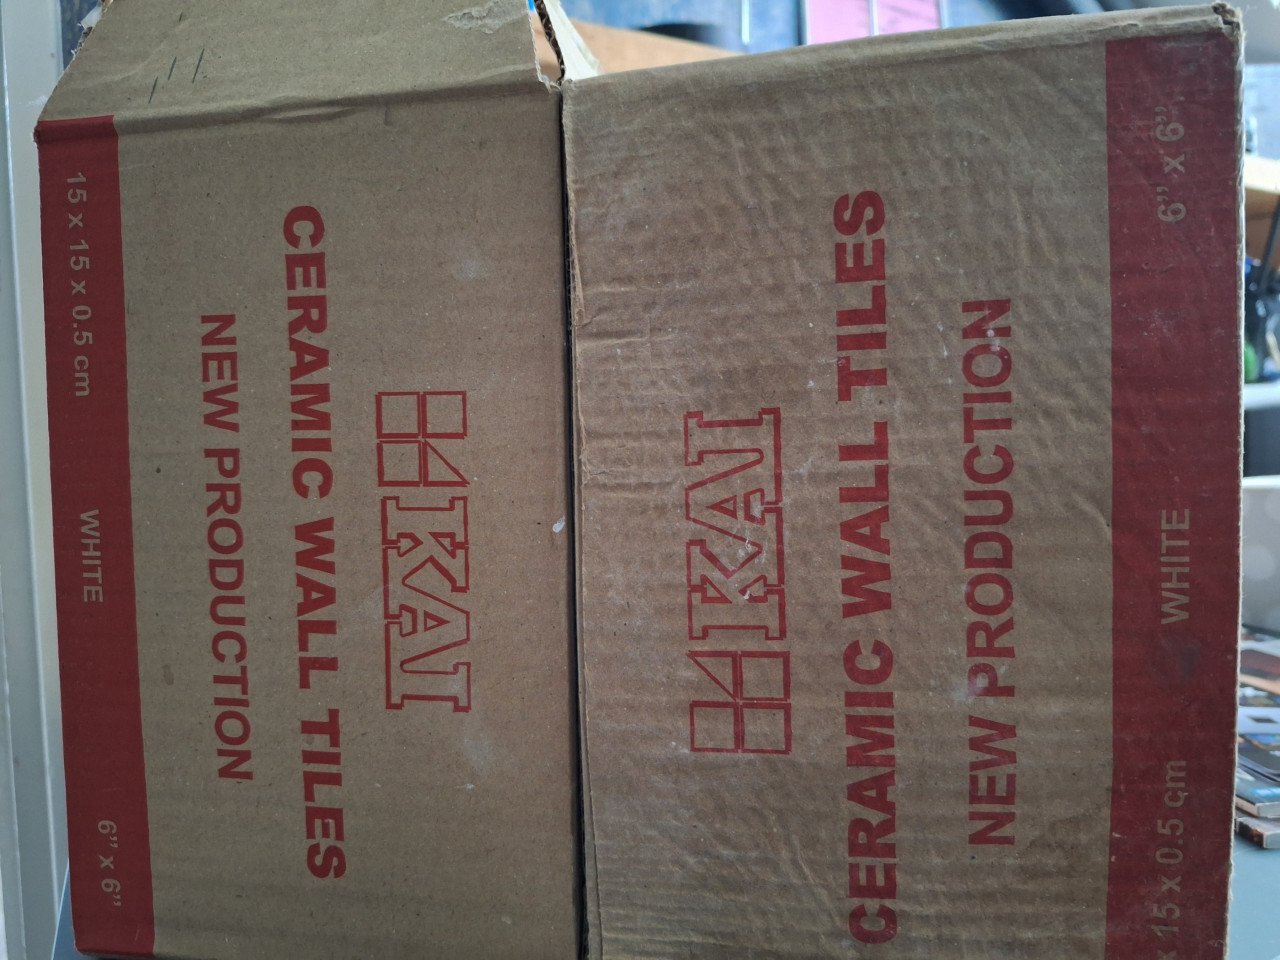 KAI
CERAMIC WALL TILES
NEW PRODUCTION
15 x 15 x 0.5 cm WHITE 6” x 6”
KAI
CERAMIC WALL TILES
NEW PRODUCTION
x 15 x 0.5 cm WHITE 6” x 6”